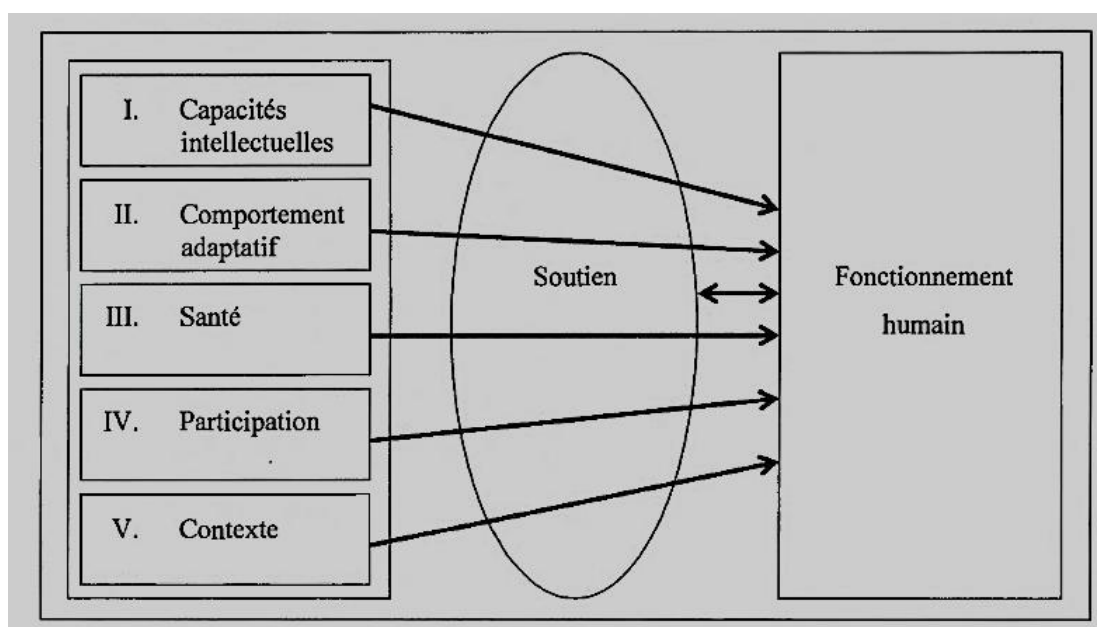 I. Capacités
intellectuelles
II. Comportement
adaptatif
III. Santé
IV. Participation
V. Contexte
Soutien
Fonctionnement
humain